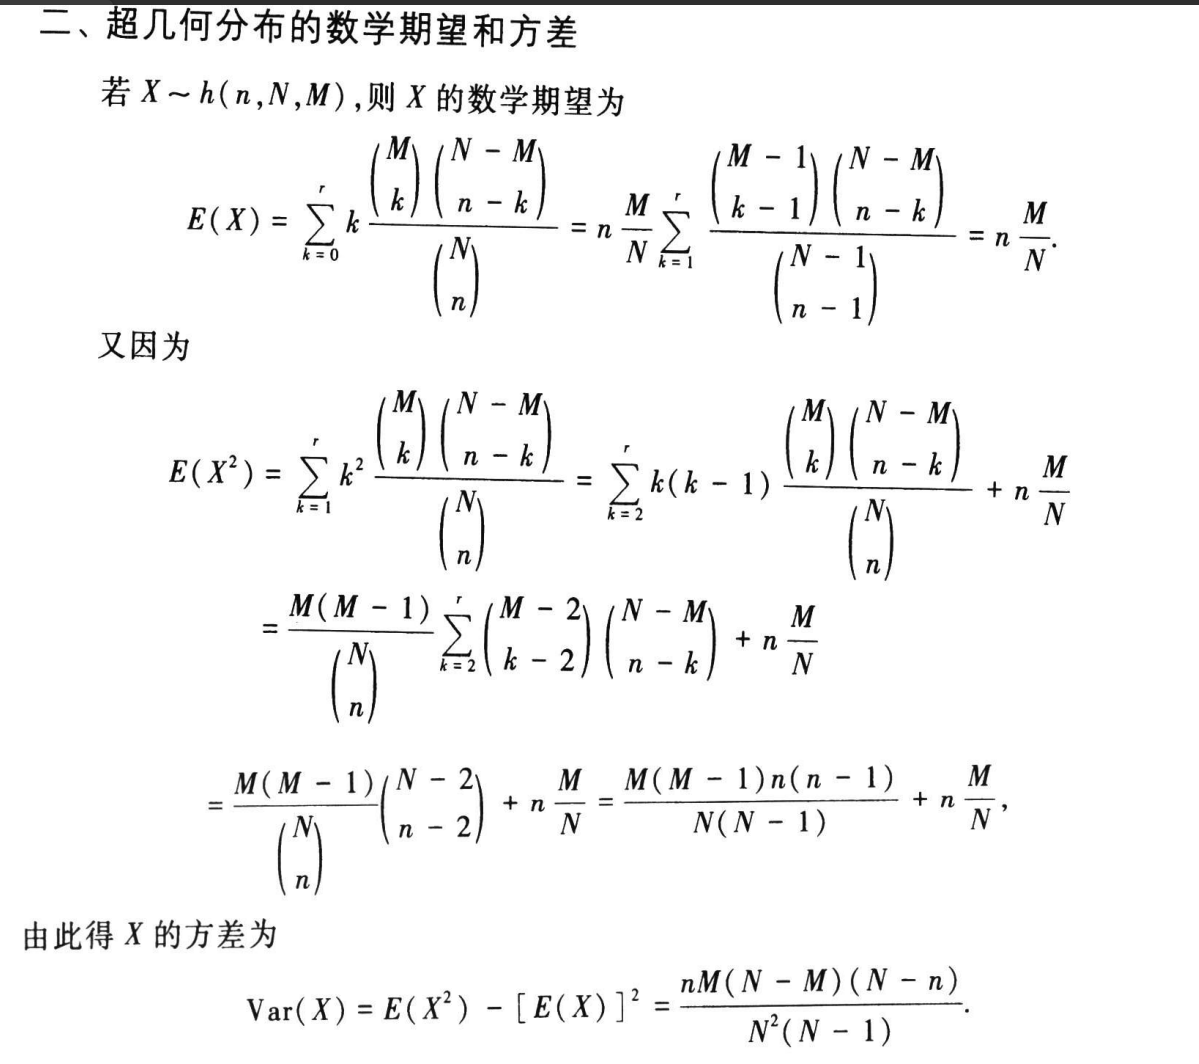 二、超几何分布的数学期望和方差
若 X ~ h(n,N,M),则 X 的数学期望为
$E(X) = \sum_{k=0}^{r} k \frac{\binom{M}{k}\binom{N-M}{n-k}}{\binom{N}{n}} = n\frac{M}{N}\sum_{k=1}^{r} \frac{\binom{M-1}{k-1}\binom{N-M}{n-k}}{\binom{N-1}{n-1}} = n\frac{M}{N}.$
又因为
$E(X^2) = \sum_{k=1}^{r} k^2 \frac{\binom{M}{k}\binom{N-M}{n-k}}{\binom{N}{n}} = \sum_{k=2}^{r} k(k-1) \frac{\binom{M}{k}\binom{N-M}{n-k}}{\binom{N}{n}} + n\frac{M}{N}$
$= \frac{M(M-1)}{\binom{N}{n}} \sum_{k=2}^{r} \binom{M-2}{k-2}\binom{N-M}{n-k} + n\frac{M}{N}$
$= \frac{M(M-1)}{\binom{N}{n}} \binom{N-2}{n-2} + n\frac{M}{N} = \frac{M(M-1)n(n-1)}{N(N-1)} + n\frac{M}{N},$
由此得 X 的方差为
$\mathrm{Var}(X) = E(X^2) - [E(X)]^2 = \frac{nM(N-M)(N-n)}{N^2(N-1)}.$